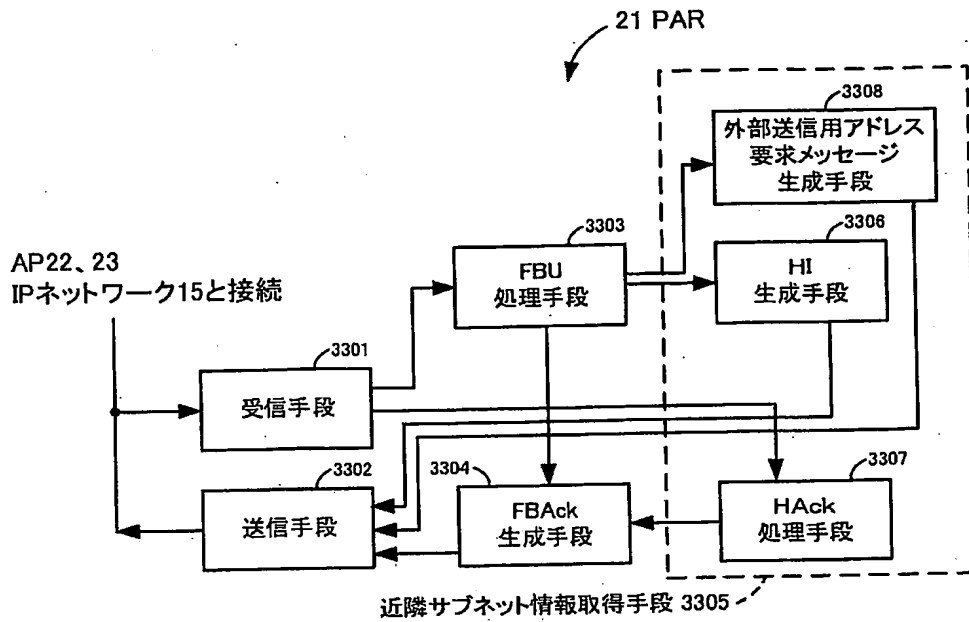 21 PAR
3308
外部送信用アドレス
要求メッセージ
生成手段
3306
HI
生成手段
3303
FBU
処理手段
AP22、23
IPネットワーク15と接続
3301
受信手段
3302
送信手段
3304
FBAck
生成手段
3307
HAck
処理手段
近隣サブネット情報取得手段 3305